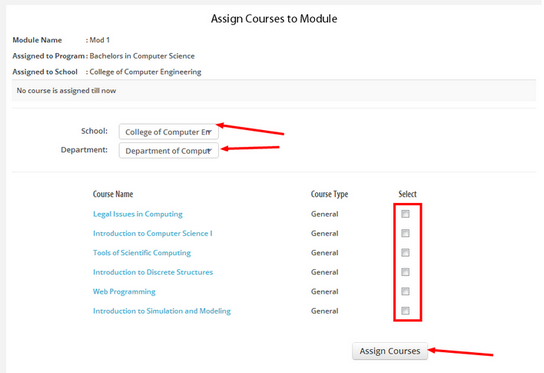 Assign Courses to Module
Module Name : Mod 1
Assigned to Program: Bachelors in Computer Science
Assigned to School : College of Computer Engineering
No course is assigned till now
School: College of Computer En
Department: Department of Comput
Course Name Course Type Select
Legal Issues in Computing General
Introduction to Computer Science I General
Tools of Scientific Computing General
Introduction to Discrete Structures General
Web Programming General
Introduction to Simulation and Modeling General
Assign Courses